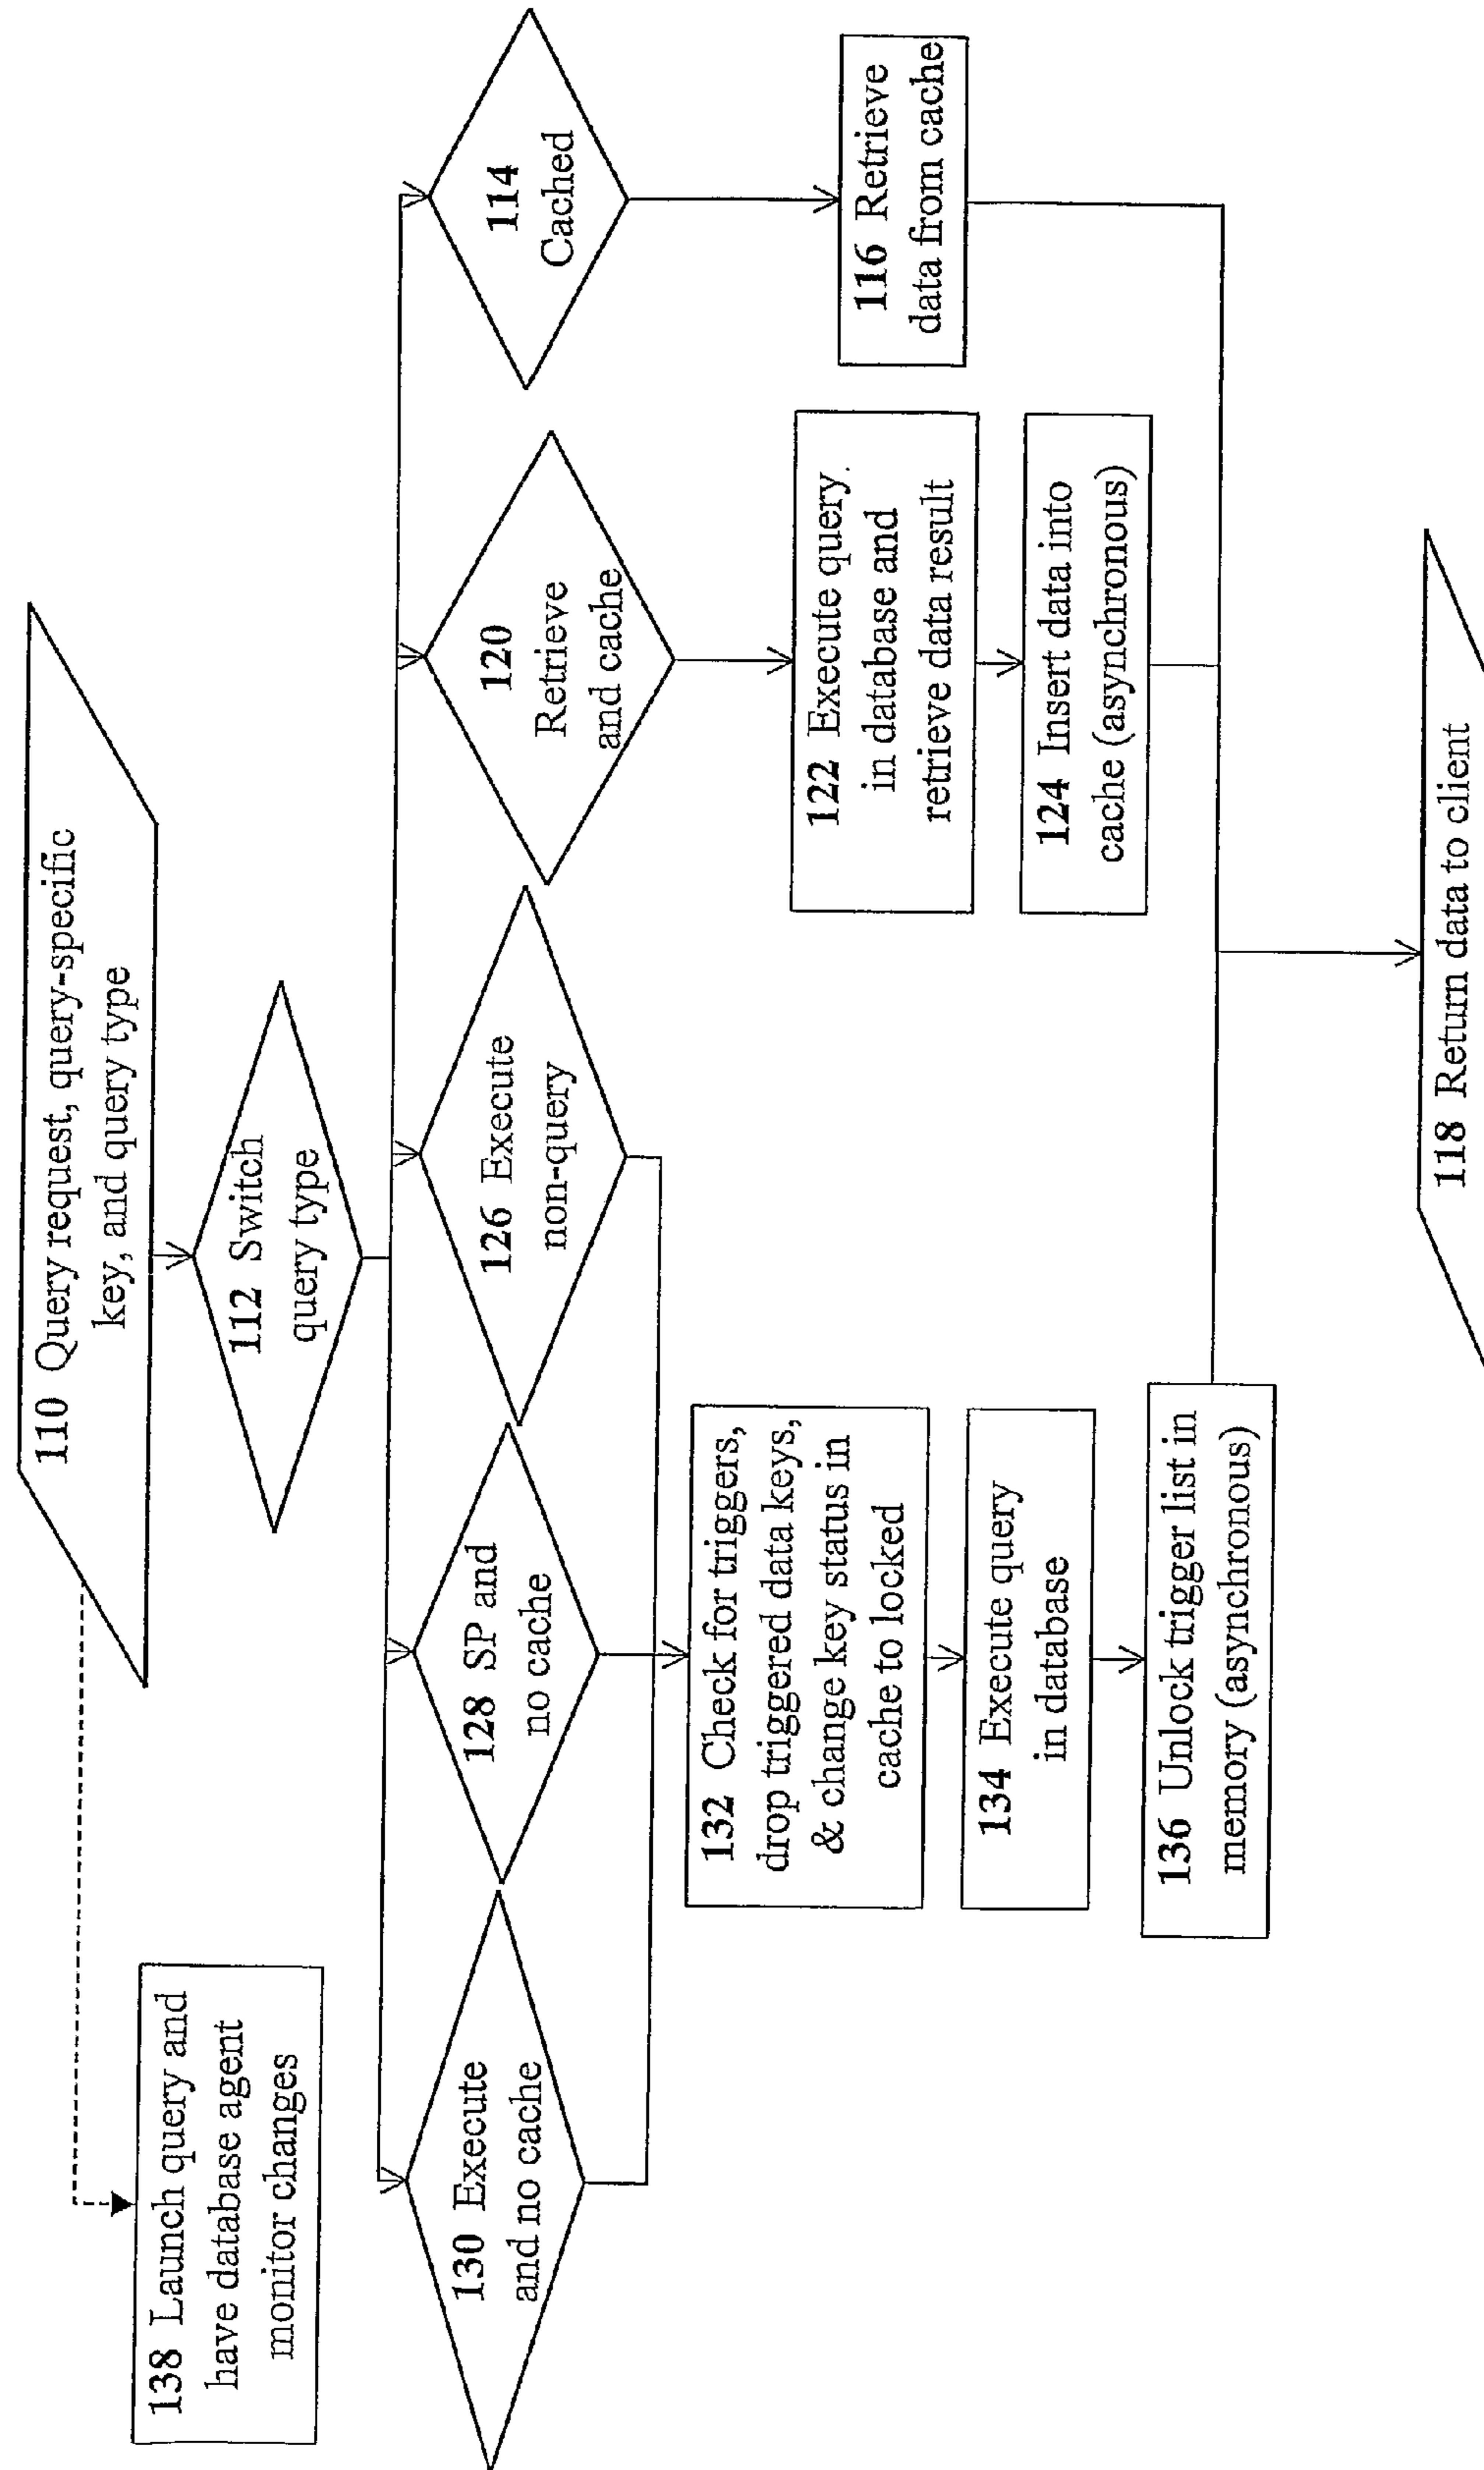 110 Query request, query-specific
key, and query type
138 Launch query and
have database agent
monitor changes
112 Switch
query type
130 Execute
and no cache
128 SP and
no cache
126 Execute
non-query
120
Retrieve
and cache
114
Cached
132 Check for triggers,
drop triggered data keys,
& change key status in
cache to locked
134 Execute query
in database
136 Unlock trigger list in
memory (asynchronous)
122 Execute query
in database and
retrieve data result
124 Insert data into
cache (asynchronous)
116 Retrieve
data from cache
118 Return data to client